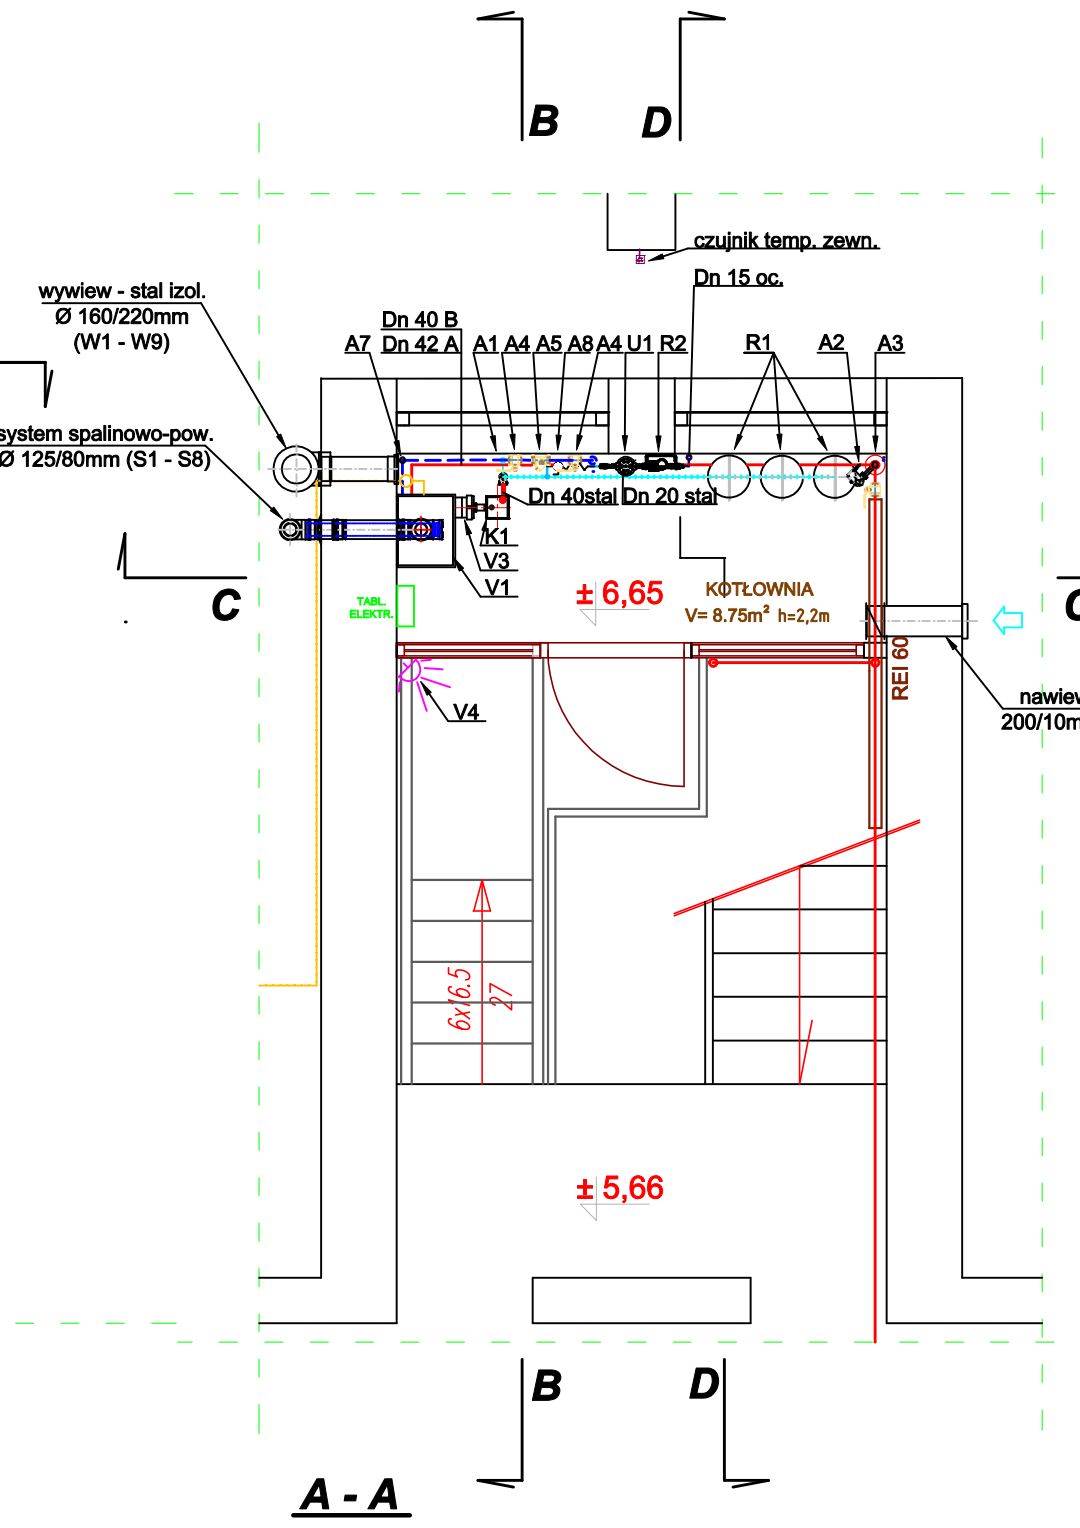 B
D
czujnik temp. zewn.
Dn 15 oc.
wywiew - stal izol.
Ø 160/220mm
(W1 - W9)
Dn 40 B
Dn 42 A
A7
A1
A4
A5
A8
A4
U1
R2
R1
A2
A3
system spalinowo-pow.
Ø 125/80mm (S1 - S8)
Dn 40stal
Dn 20 stal
K1
V3
V1
C
TABL.
ELEKTR.
± 6,65
KOTŁOWNIA
V= 8.75m² h=2,2m
C
REI 60
nawiew
200/10m
V4
6x16.5
27
± 5,66
B
D
A - A